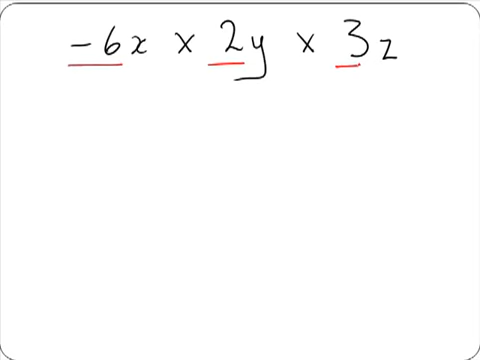 -6x × 2y × 3z